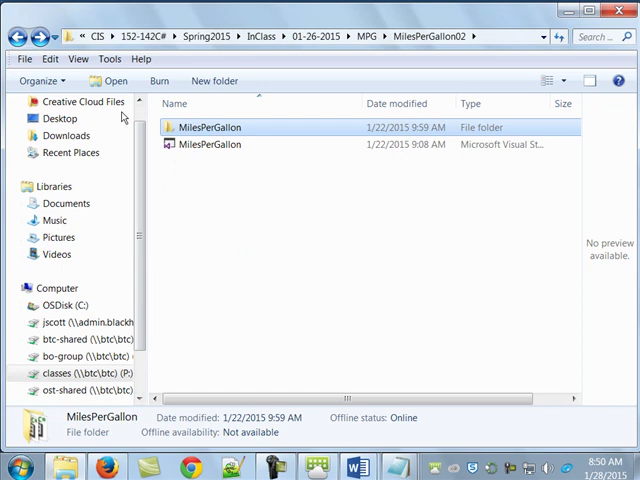 « CIS ▸ 152-142C# ▸ Spring2015 ▸ InClass ▸ 01-26-2015 ▸ MPG ▸ MilesPerGallon02 ▸
Search...
File Edit View Tools Help
Organize Open Burn New folder
Name Date modified Type Size
Creative Cloud Files
Desktop
Downloads
Recent Places
Libraries
Documents
Music
Pictures
Videos
Computer
OSDisk (C:)
jscott (\\admin.blackh
btc-shared (\\btc\btc)
bo-group (\\btc\btc) (
classes (\\btc\btc) (P:)
ost-shared (\\btc\btc)
MilesPerGallon 1/22/2015 9:59 AM File folder
MilesPerGallon 1/22/2015 9:08 AM Microsoft Visual St...
No preview
available.
MilesPerGallon Date modified: 1/22/2015 9:59 AM Offline status: Online
File folder Offline availability: Not available
8:50 AM
1/28/2015